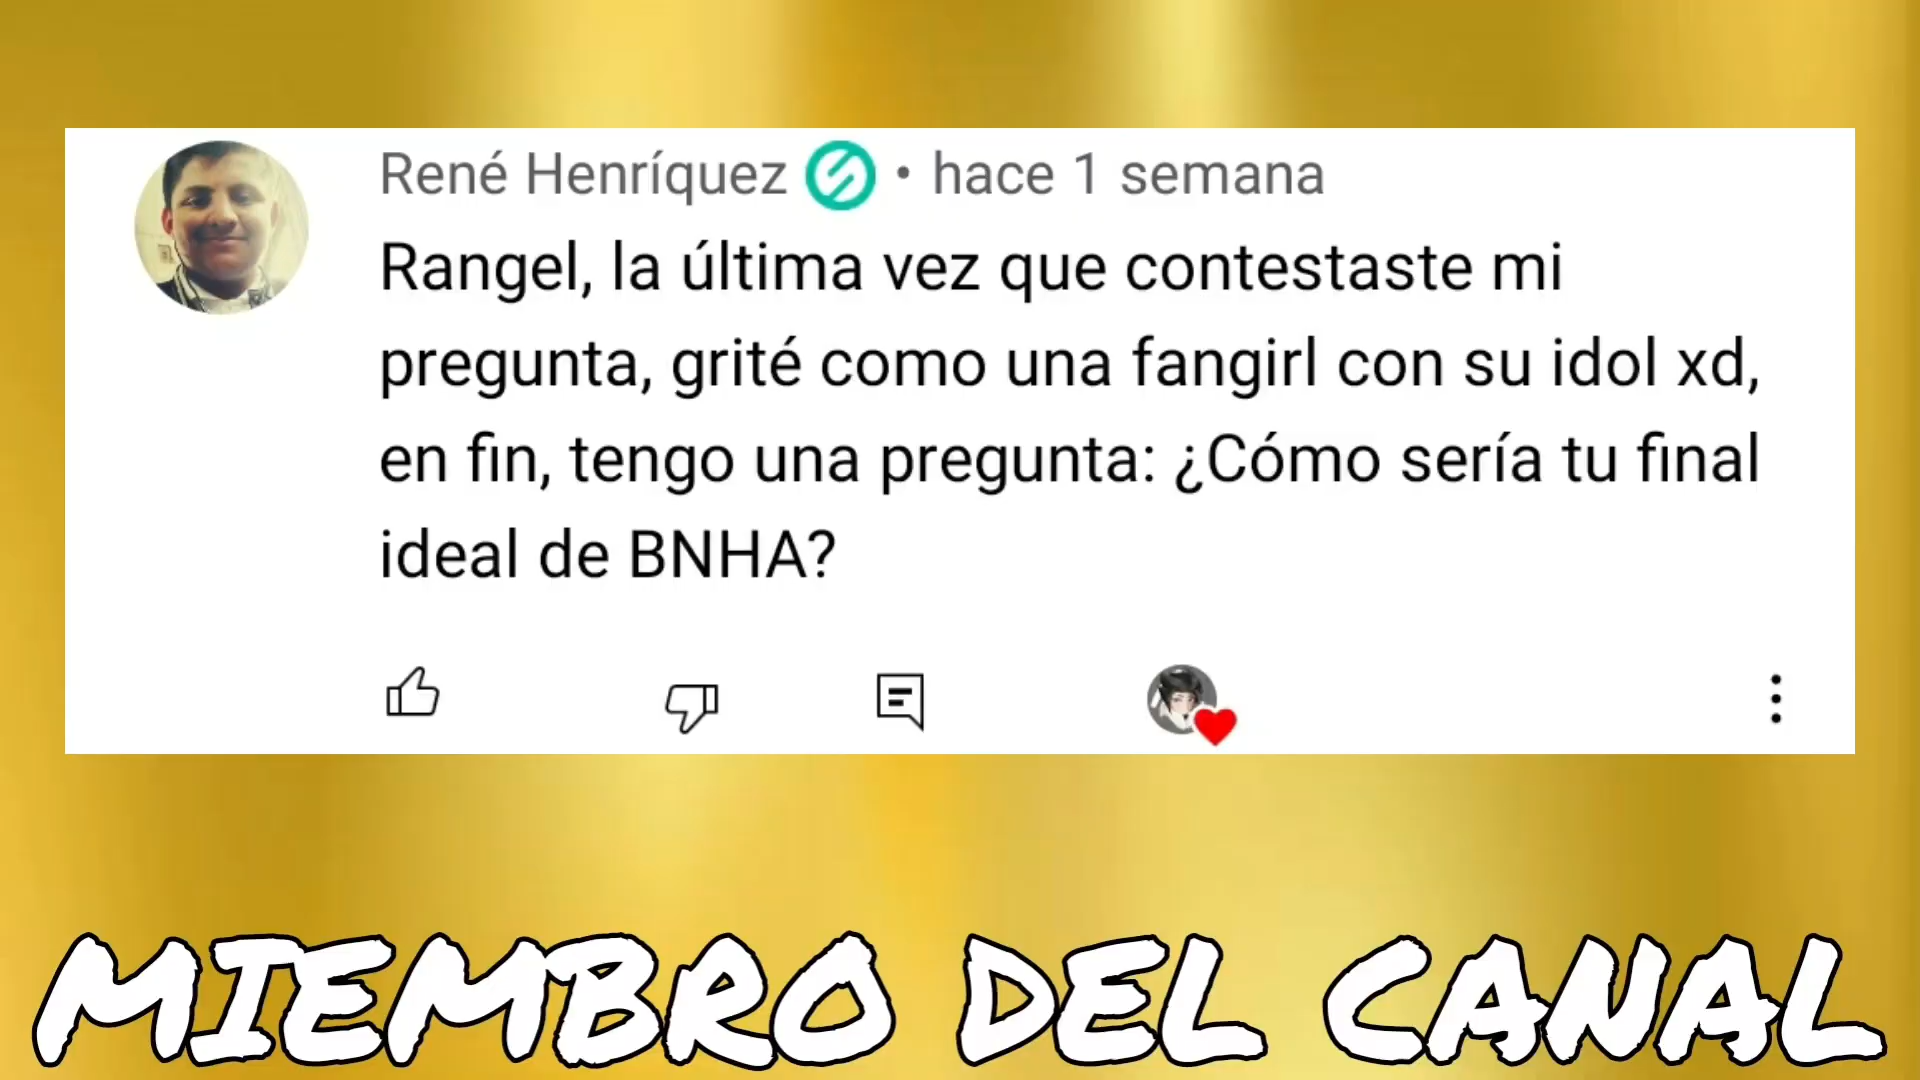 René Henríquez • hace 1 semana
Rangel, la última vez que contestaste mi
pregunta, grité como una fangirl con su idol xd,
en fin, tengo una pregunta: ¿Cómo sería tu final
ideal de BNHA?
MIEMBRO DEL CANAL